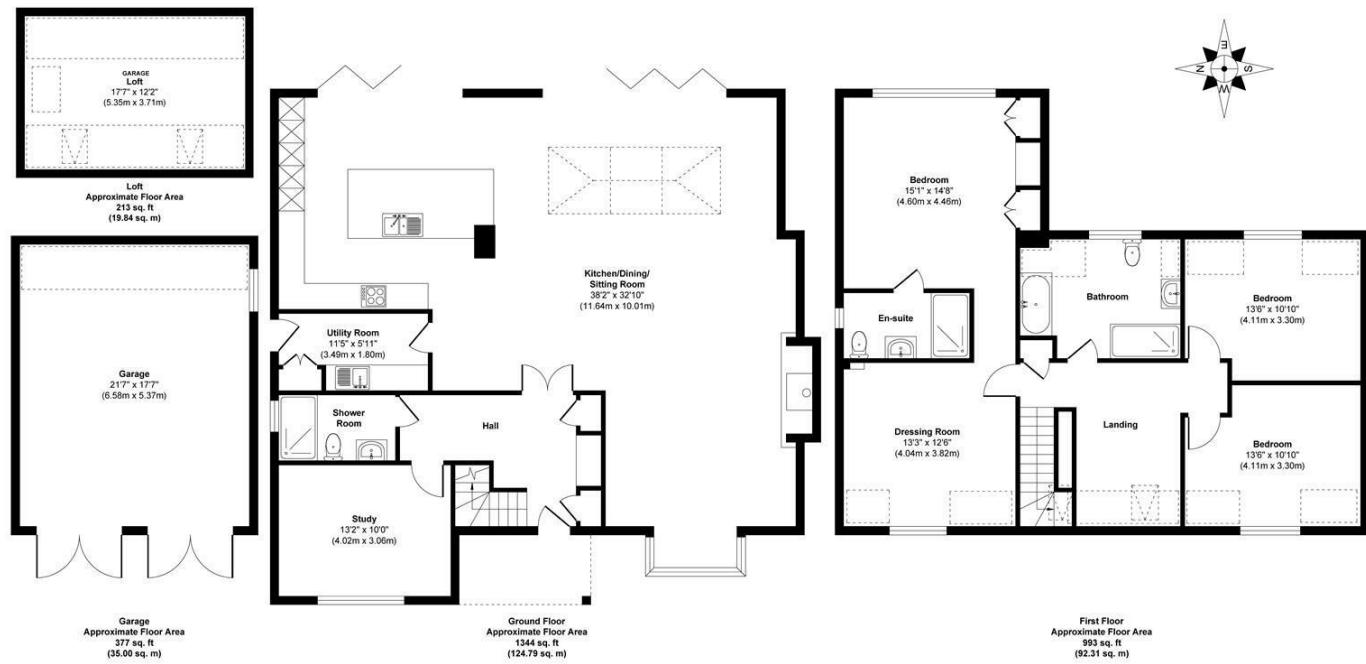 GARAGE
Loft
17'7" x 12'2"
(5.35m x 3.71m)
Loft
Approximate Floor Area
213 sq. ft
(19.84 sq. m)
Garage
21'7" x 17'7"
(6.58m x 5.37m)
Garage
Approximate Floor Area
377 sq. ft
(35.00 sq. m)
Kitchen/Dining/
Sitting Room
38'2" x 32'10"
(11.64m x 10.01m)
Utility Room
11'5" x 5'11"
(3.49m x 1.80m)
Shower
Room
Hall
Study
13'2" x 10'0"
(4.02m x 3.06m)
Ground Floor
Approximate Floor Area
1344 sq. ft
(124.79 sq. m)
Bedroom
15'1" x 14'8"
(4.60m x 4.46m)
En-suite
Bathroom
Bedroom
13'6" x 10'10"
(4.11m x 3.30m)
Dressing Room
13'3" x 12'6"
(4.04m x 3.82m)
Landing
Bedroom
13'6" x 10'10"
(4.11m x 3.30m)
First Floor
Approximate Floor Area
993 sq. ft
(92.31 sq. m)
E
N
S
W